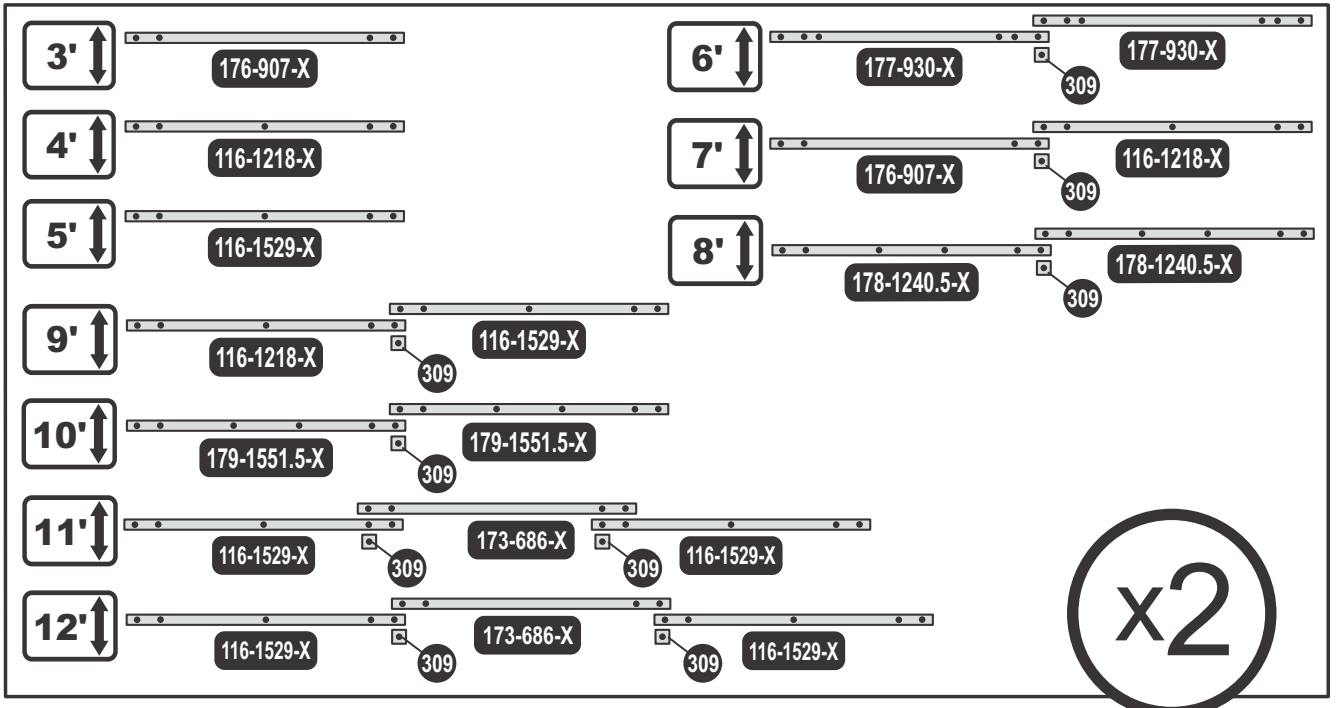 3'
176-907-X
4'
116-1218-X
5'
116-1529-X
6'
177-930-X
309
177-930-X
7'
176-907-X
309
116-1218-X
8'
178-1240.5-X
309
178-1240.5-X
9'
116-1218-X
309
116-1529-X
10'
179-1551.5-X
309
179-1551.5-X
11'
116-1529-X
309
173-686-X
309
116-1529-X
12'
116-1529-X
309
173-686-X
309
116-1529-X
x2